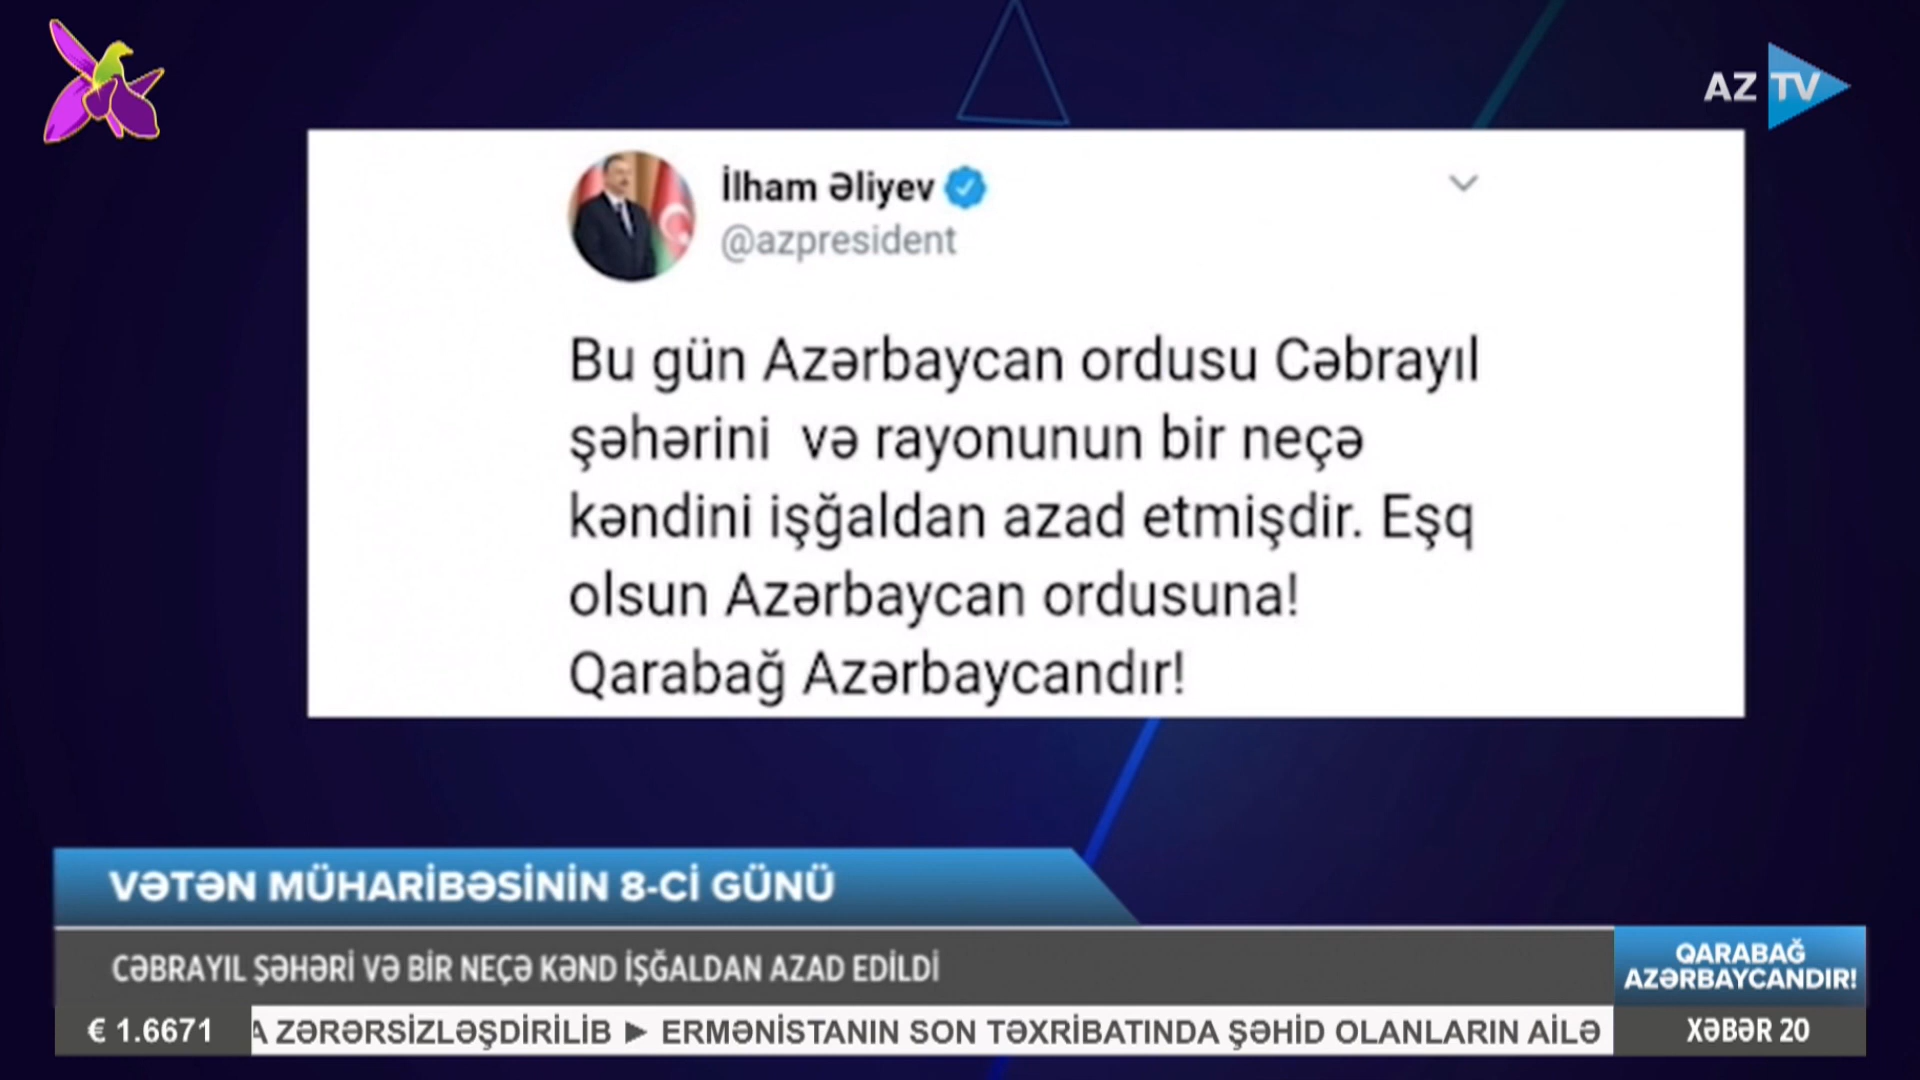 AZ TV
İlham Əliyev
@azpresident
Bu gün Azərbaycan ordusu Cəbrayıl
şəhərini və rayonunun bir neçə
kəndini işğaldan azad etmişdir. Eşq
olsun Azərbaycan ordusuna!
Qarabağ Azərbaycandır!
VƏTƏN MÜHARİBƏSİNİN 8-Cİ GÜNÜ
CƏBRAYIL ŞƏHƏRİ VƏ BİR NEÇƏ KƏND İŞĞALDAN AZAD EDİLDİ
QARABAĞ
AZƏRBAYCANDIR!
€ 1.6671
A ZƏRƏRSİZLƏŞDİRİLİB ► ERMƏNİSTANIN SON TƏXRİBATINDA ŞƏHİD OLANLARIN AİLƏ
XƏBƏR 20